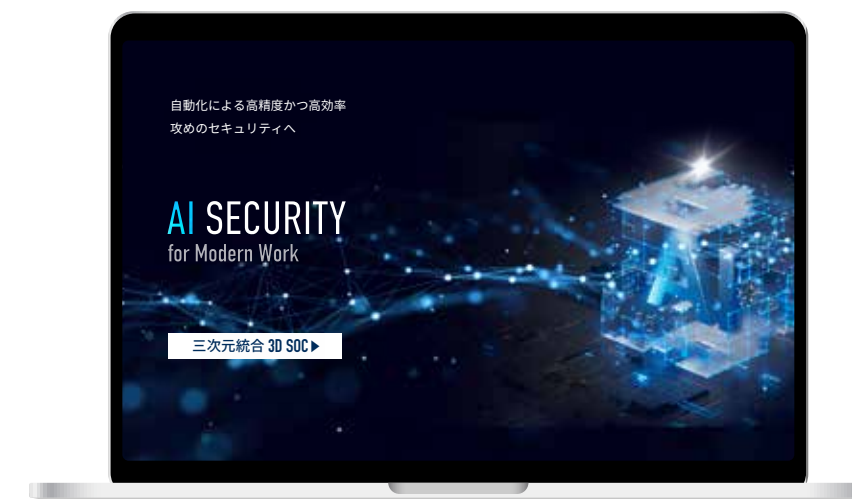 自動化による高精度かつ高効率
攻めのセキュリティへ
AI SECURITY
for Modern Work
三次元統合 3D SOC▶
AI